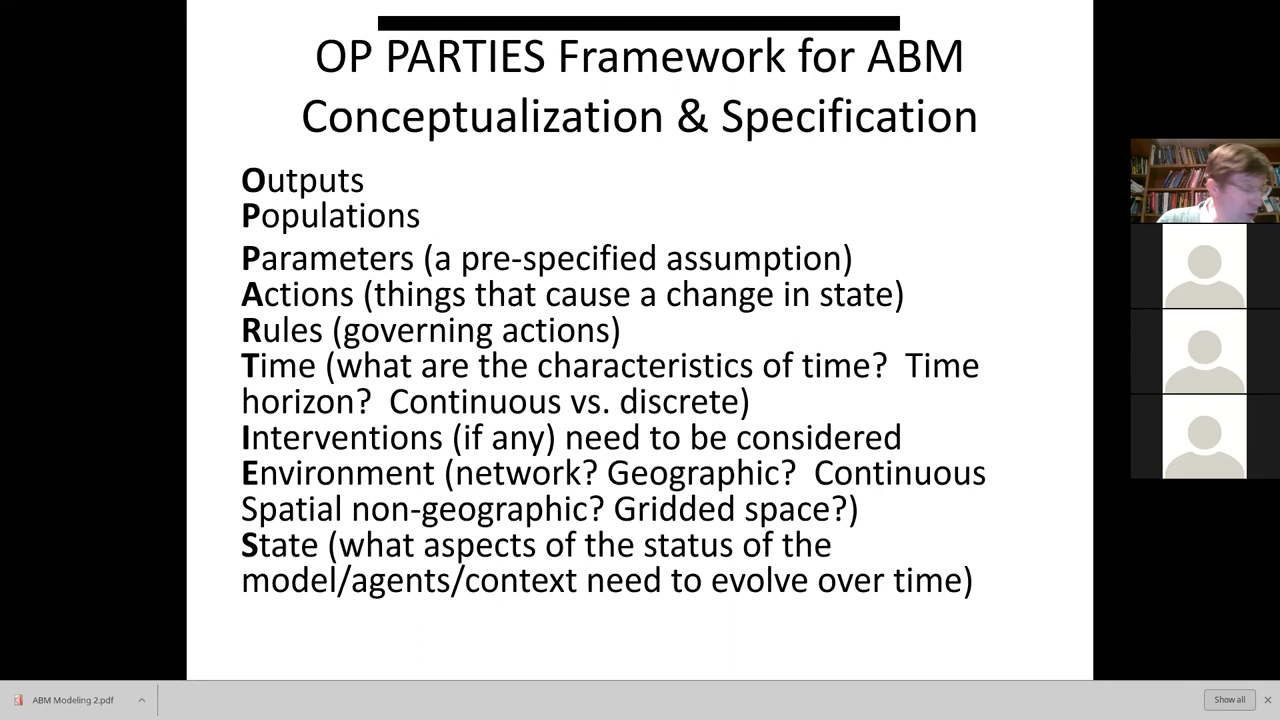 OP PARTIES Framework for ABM
Conceptualization & Specification
Outputs
Populations
Parameters (a pre-specified assumption)
Actions (things that cause a change in state)
Rules (governing actions)
Time (what are the characteristics of time?  Time
horizon?  Continuous vs. discrete)
Interventions (if any) need to be considered
Environment (network? Geographic?  Continuous
Spatial non-geographic? Gridded space?)
State (what aspects of the status of the
model/agents/context need to evolve over time)
ABM Modeling 2.pdf
Show all